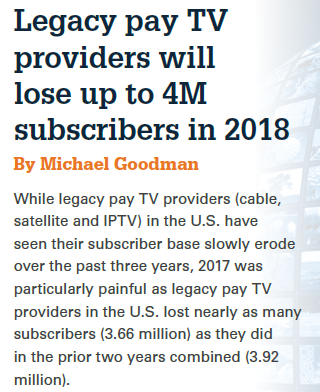 Legacy pay TV
providers will
lose up to 4M
subscribers in 2018
By Michael Goodman
While legacy pay TV providers (cable,
satellite and IPTV) in the U.S. have
seen their subscriber base slowly erode
over the past three years, 2017 was
particularly painful as legacy pay TV
providers in the U.S. lost nearly as many
subscribers (3.66 million) as they did
in the prior two years combined (3.92
million).